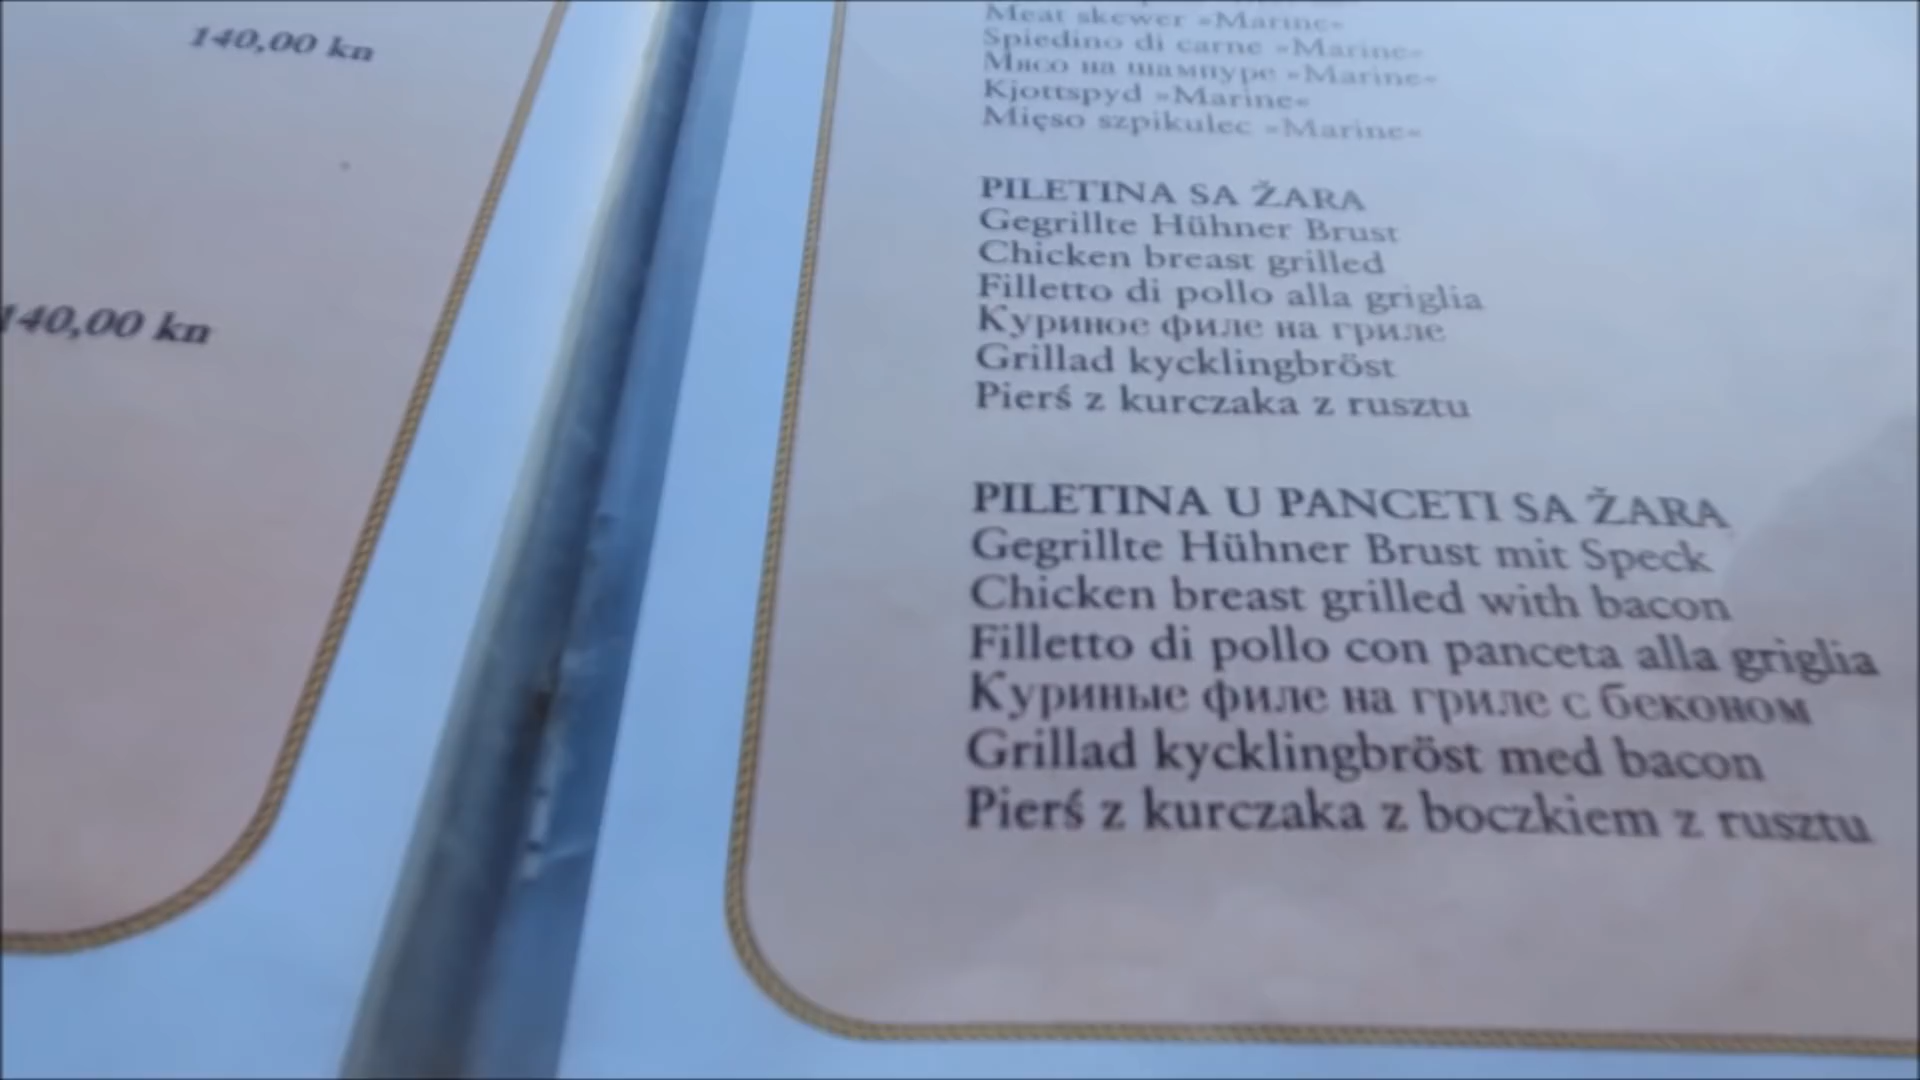 140,00 kn
140,00 kn
Meat skewer »Marine«
Spiedino di carne »Marine«
Мясо на шампуре »Marine«
Kjottspyd »Marine«
Mięso szpikulec »Marine«
PILETINA SA ŽARA
Gegrillte Hühner Brust
Chicken breast grilled
Filletto di pollo alla griglia
Куриное филе на гриле
Grillad kycklingbröst
Pierś z kurczaka z rusztu
PILETINA U PANCETI SA ŽARA
Gegrillte Hühner Brust mit Speck
Chicken breast grilled with bacon
Filletto di pollo con panceta alla griglia
Куриные филе на гриле с беконом
Grillad kycklingbröst med bacon
Pierś z kurczaka z boczkiem z rusztu